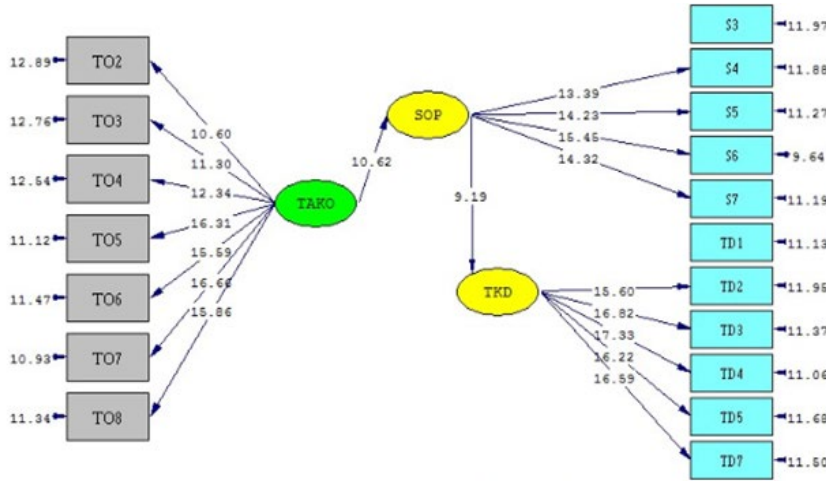 12.89 TO2
12.76 TO3
12.54 TO4
11.12 TO5
11.47 TO6
10.93 TO7
11.34 TO8
10.60
11.30
12.34
16.31
15.59
16.66
15.86
TAKO
10.62
SOP
9.19
TKD
13.39
14.23
15.45
14.32
15.60
16.82
17.33
16.22
16.59
S3 11.97
S4 11.88
S5 11.27
S6 9.64
S7 11.19
TD1 11.13
TD2 11.95
TD3 11.37
TD4 11.06
TD5 11.68
TD7 11.50